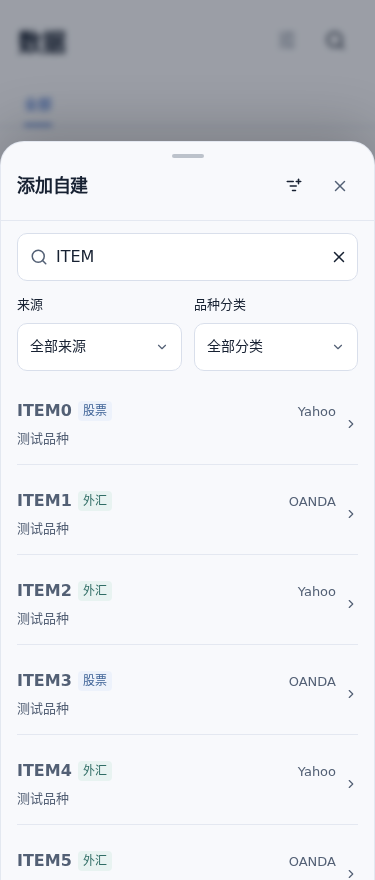 数据
全部
添加自建
ITEM
来源
品种分类
全部来源
全部分类
ITEM0 股票 Yahoo
测试品种
ITEM1 外汇 OANDA
测试品种
ITEM2 外汇 Yahoo
测试品种
ITEM3 股票 OANDA
测试品种
ITEM4 外汇 Yahoo
测试品种
ITEM5 外汇 OANDA